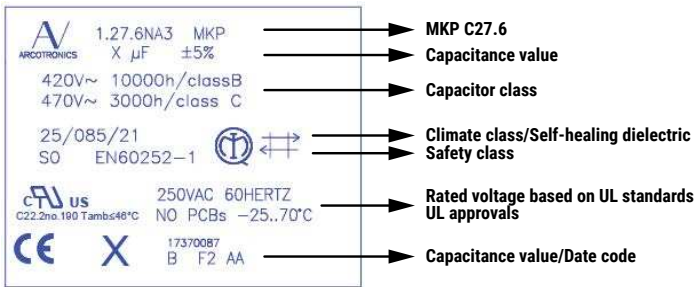 AV 1.27.6NA3 MKP
ARCOTRONICS X µF ±5%
420V~ 10000h/classB
470V~ 3000h/class C
25/085/21
SO EN60252-1
c UL US 250VAC 60HERTZ
C22.2no.190 Tamb≤46°C NO PCBs -25..70°C
CE X 17370087
B F2 AA
MKP C27.6
Capacitance value
Capacitor class
Climate class/Self-healing dielectric
Safety class
Rated voltage based on UL standards
UL approvals
Capacitance value/Date code